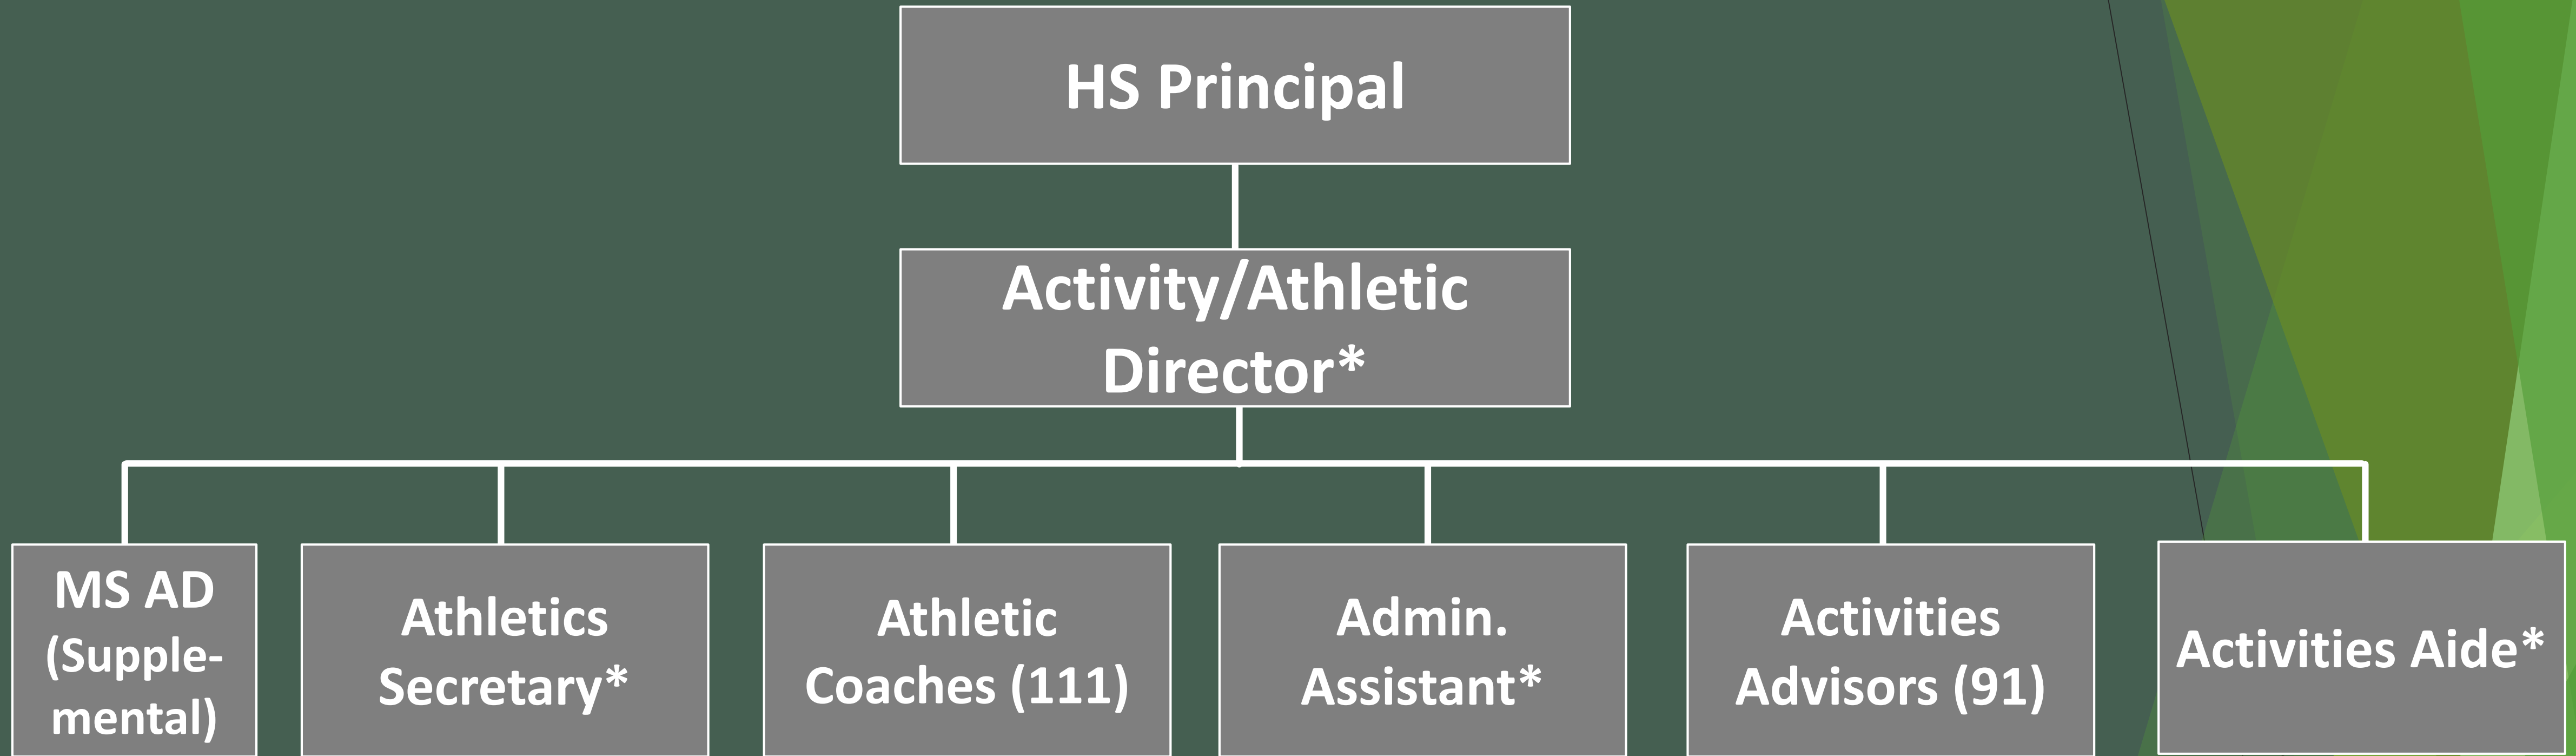 HS Principal
Activity/Athletic
Director*
MS AD
(Supple-
mental)
Athletics
Secretary*
Athletic
Coaches (111)
Admin.
Assistant*
Activities
Advisors (91)
Activities Aide*